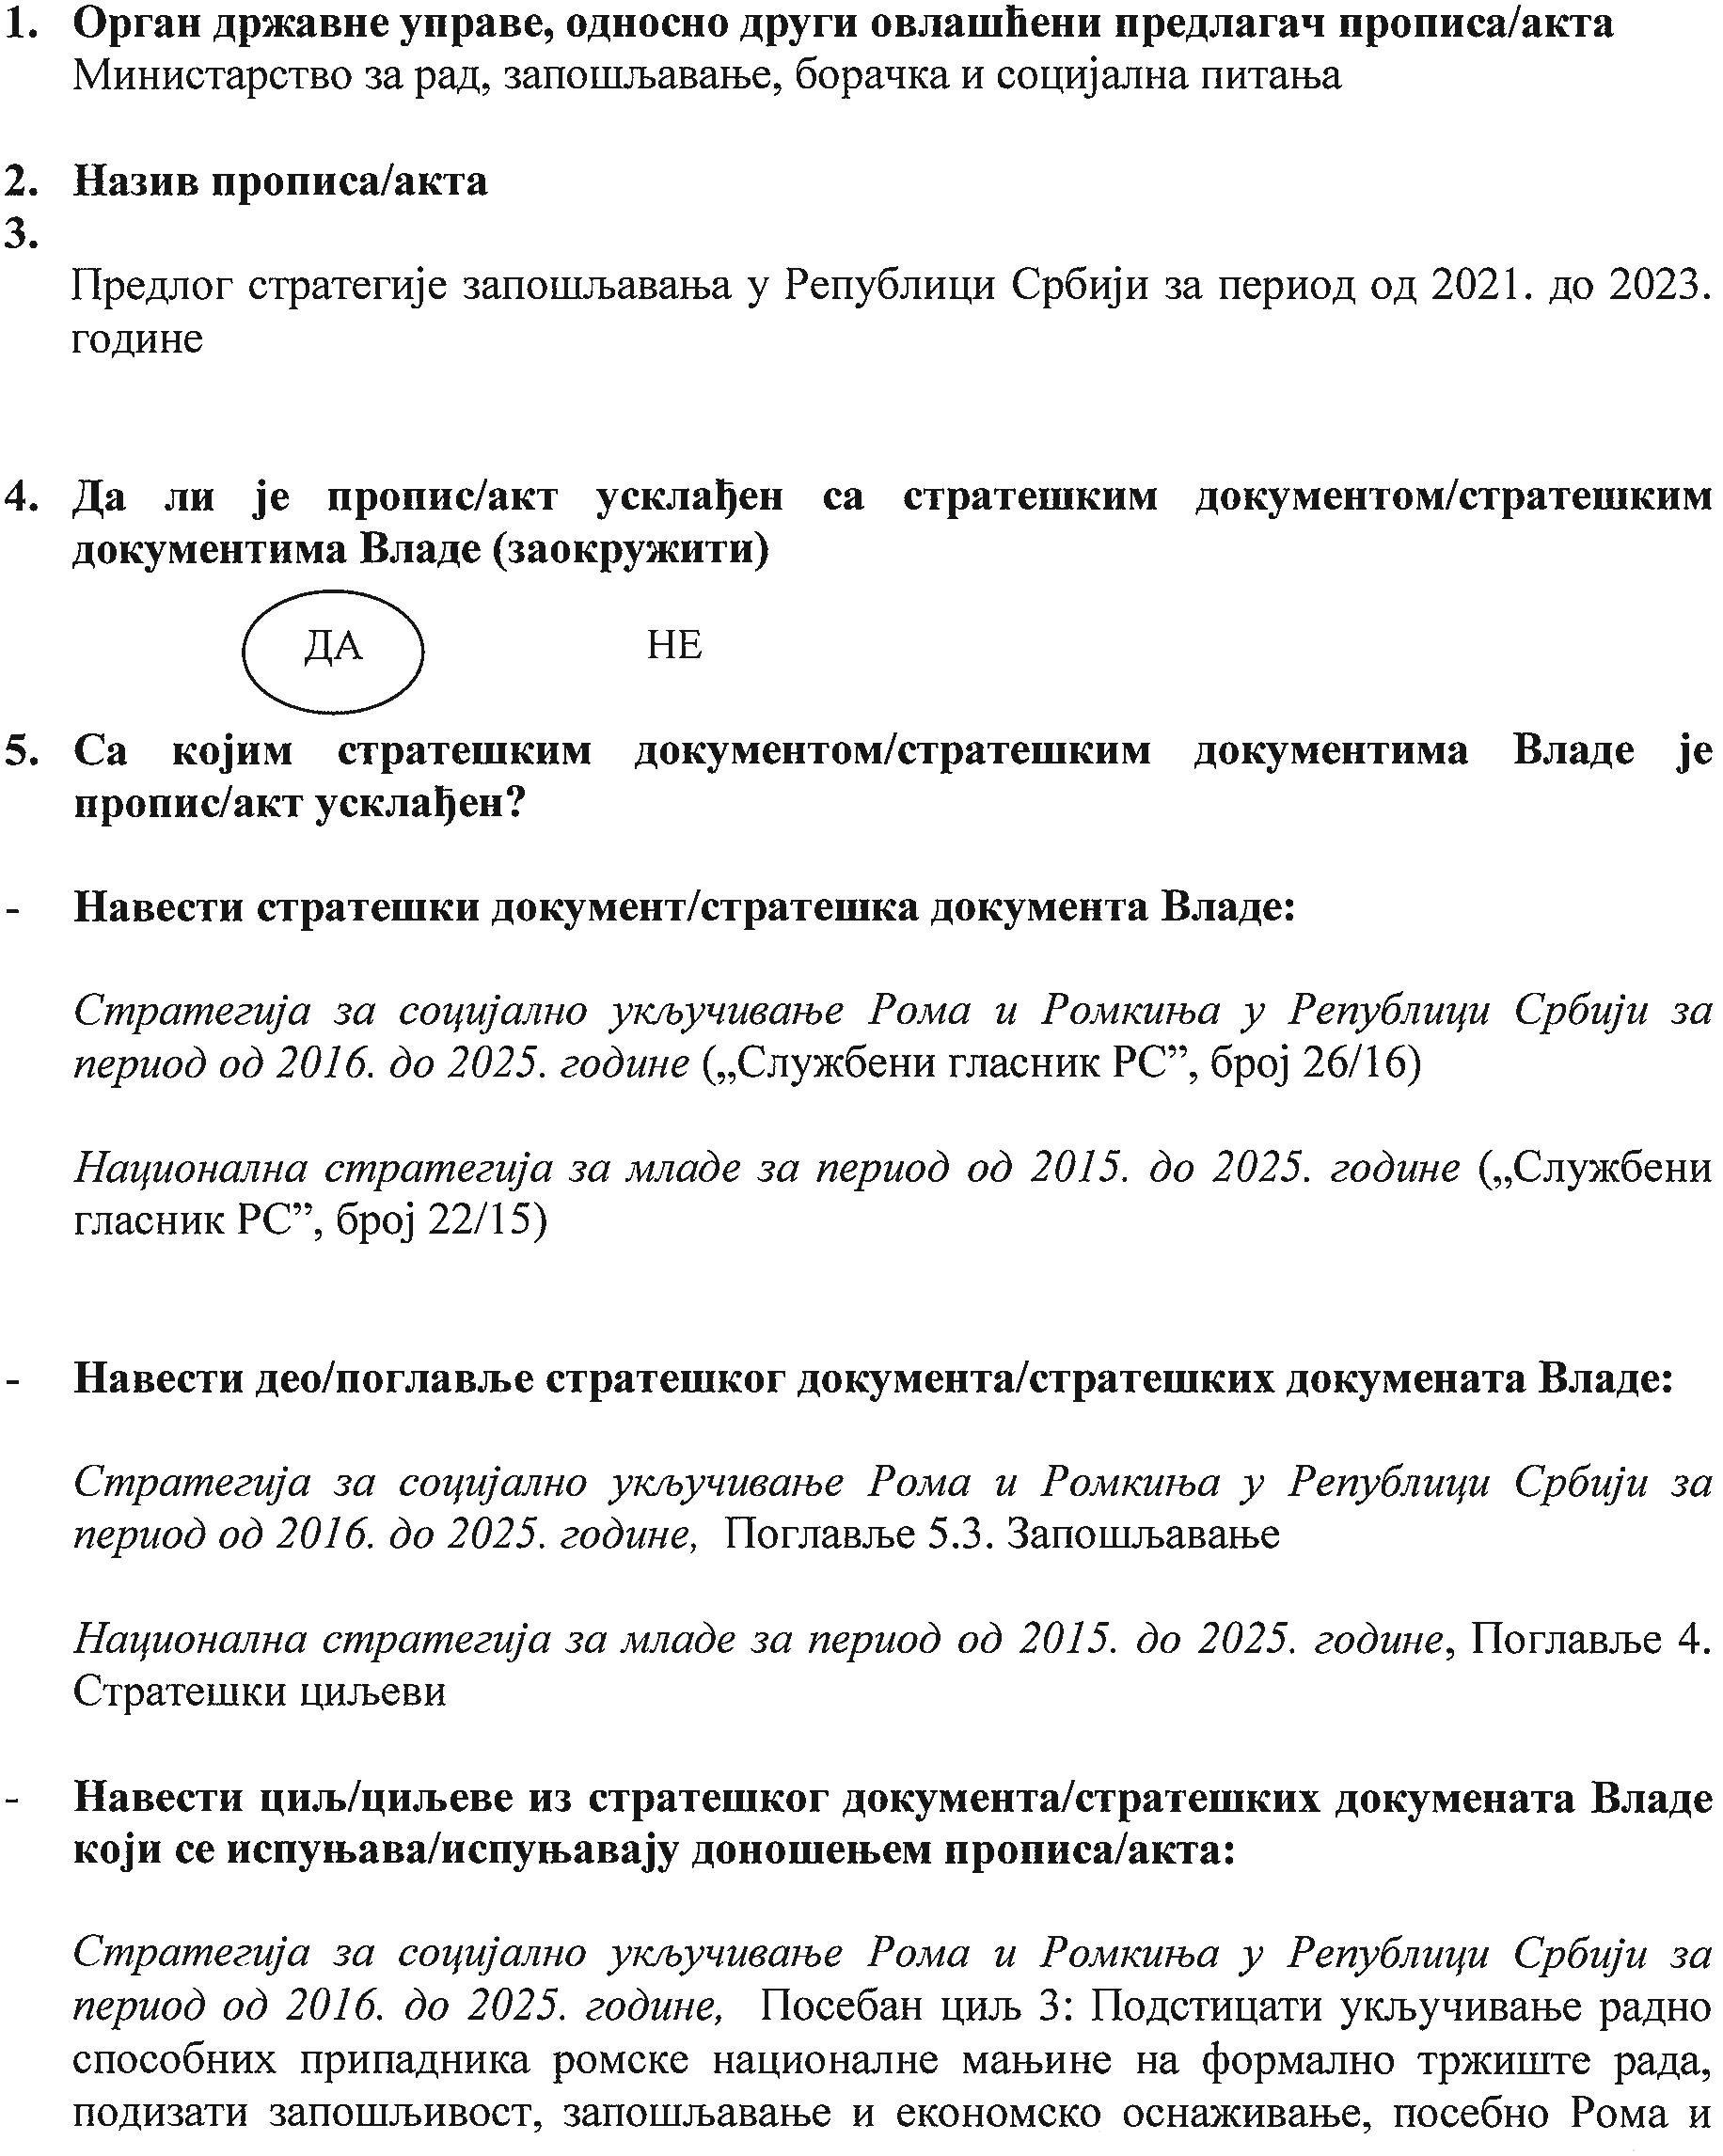 1. Орган државне управе, односно други овлашћени предлагач прописа/акта
Министарство за рад, запошљавање, борачка и социјална питања
2. Назив прописа/акта
3.
Предлог стратегије запошљавања у Републици Србији за период од 2021. до 2023.
године
4. Да ли је пропис/акт усклађен са стратешким документом/стратешким
документима Владе (заокружити)
ДА НЕ
5. Са којим стратешким документом/стратешким документима Владе је
пропис/акт усклађен?
- Навести стратешки документ/стратешка документа Владе:
Стратегија за социјално укључивање Рома и Ромкиња у Републици Србији за
период од 2016. до 2025. године („Службени гласник РС”, број 26/16)
Национална стратегија за младе за период од 2015. до 2025. године („Службени
гласник РС”, број 22/15)
- Навести део/поглавље стратешког документа/стратешких докумената Владе:
Стратегија за социјално укључивање Рома и Ромкиња у Републици Србији за
период од 2016. до 2025. године, Поглавље 5.3. Запошљавање
Национална стратегија за младе за период од 2015. до 2025. године, Поглавље 4.
Стратешки циљеви
- Навести циљ/циљеве из стратешког документа/стратешких докумената Владе
који се испуњава/испуњавају доношењем прописа/акта:
Стратегија за социјално укључивање Рома и Ромкиња у Републици Србији за
период од 2016. до 2025. године, Посебан циљ 3: Подстицати укључивање радно
способних припадника ромске националне мањине на формално тржиште рада,
подизати запошљивост, запошљавање и економско оснаживање, посебно Рома и